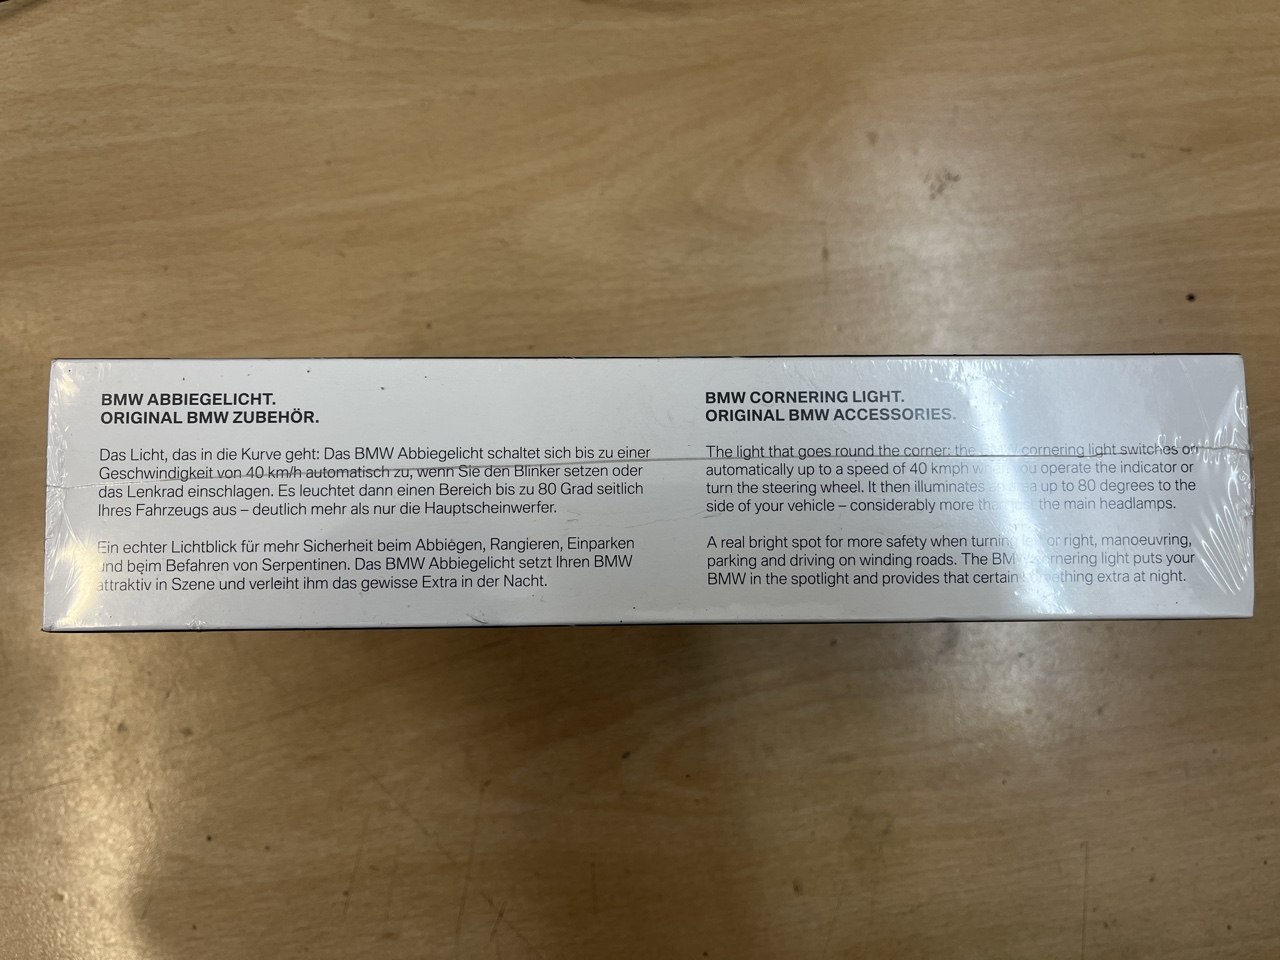 BMW ABBIEGELICHT.
ORIGINAL BMW ZUBEHÖR.
Das Licht, das in die Kurve geht: Das BMW Abbiegelicht schaltet sich bis zu einer
Geschwindigkeit von 40 km/h automatisch zu, wenn Sie den Blinker setzen oder
das Lenkrad einschlagen. Es leuchtet dann einen Bereich bis zu 80 Grad seitlich
Ihres Fahrzeugs aus – deutlich mehr als nur die Hauptscheinwerfer.
Ein echter Lichtblick für mehr Sicherheit beim Abbiegen, Rangieren, Einparken
und beim Befahren von Serpentinen. Das BMW Abbiegelicht setzt Ihren BMW
attraktiv in Szene und verleiht ihm das gewisse Extra in der Nacht.
BMW CORNERING LIGHT.
ORIGINAL BMW ACCESSORIES.
The light that goes round the corner: the cornering light switches on
automatically up to a speed of 40 kmph when you operate the indicator or
turn the steering wheel. It then illuminates an area up to 80 degrees to the
side of your vehicle – considerably more than the main headlamps.
A real bright spot for more safety when turning left or right, manoeuvring,
parking and driving on winding roads. The BMW cornering light puts your
BMW in the spotlight and provides that certain something extra at night.